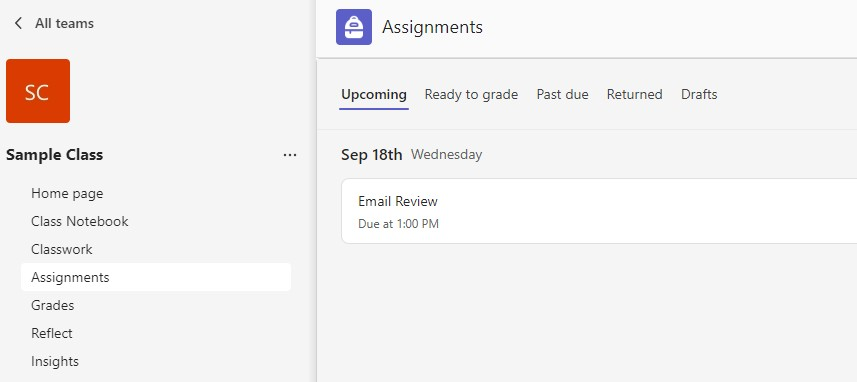 All teams
SC
Sample Class
Home page
Class Notebook
Classwork
Assignments
Grades
Reflect
Insights
Assignments
Upcoming Ready to grade Past due Returned Drafts
Sep 18th Wednesday
Email Review
Due at 1:00 PM